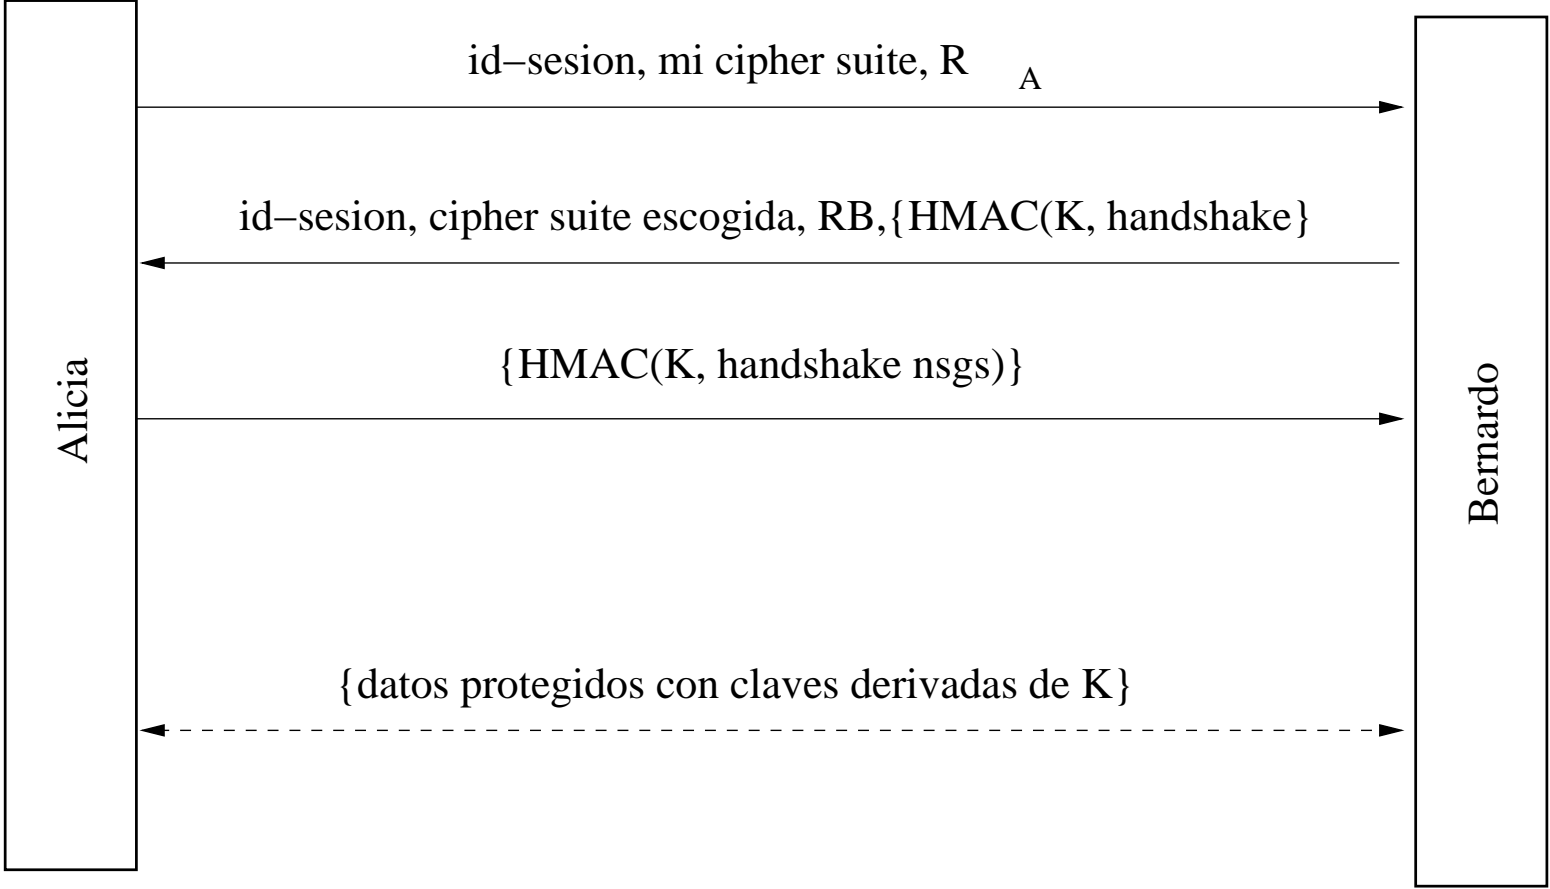 id−sesion, mi cipher suite, R A
id−sesion, cipher suite escogida, RB,{HMAC(K, handshake}
{HMAC(K, handshake nsgs)}
Alicia
Bernardo
{datos protegidos con claves derivadas de K}